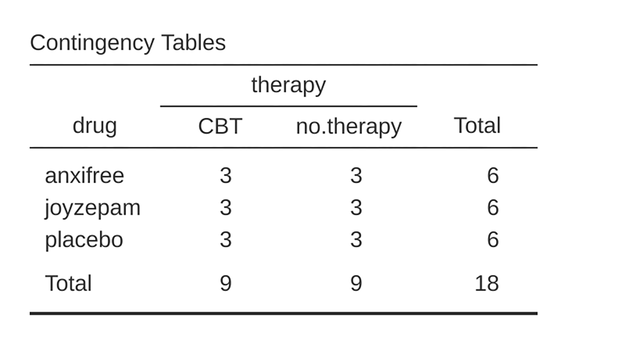 Contingency Tables
therapy
drug CBT no.therapy Total
anxifree 3 3 6
joyzepam 3 3 6
placebo 3 3 6
Total 9 9 18